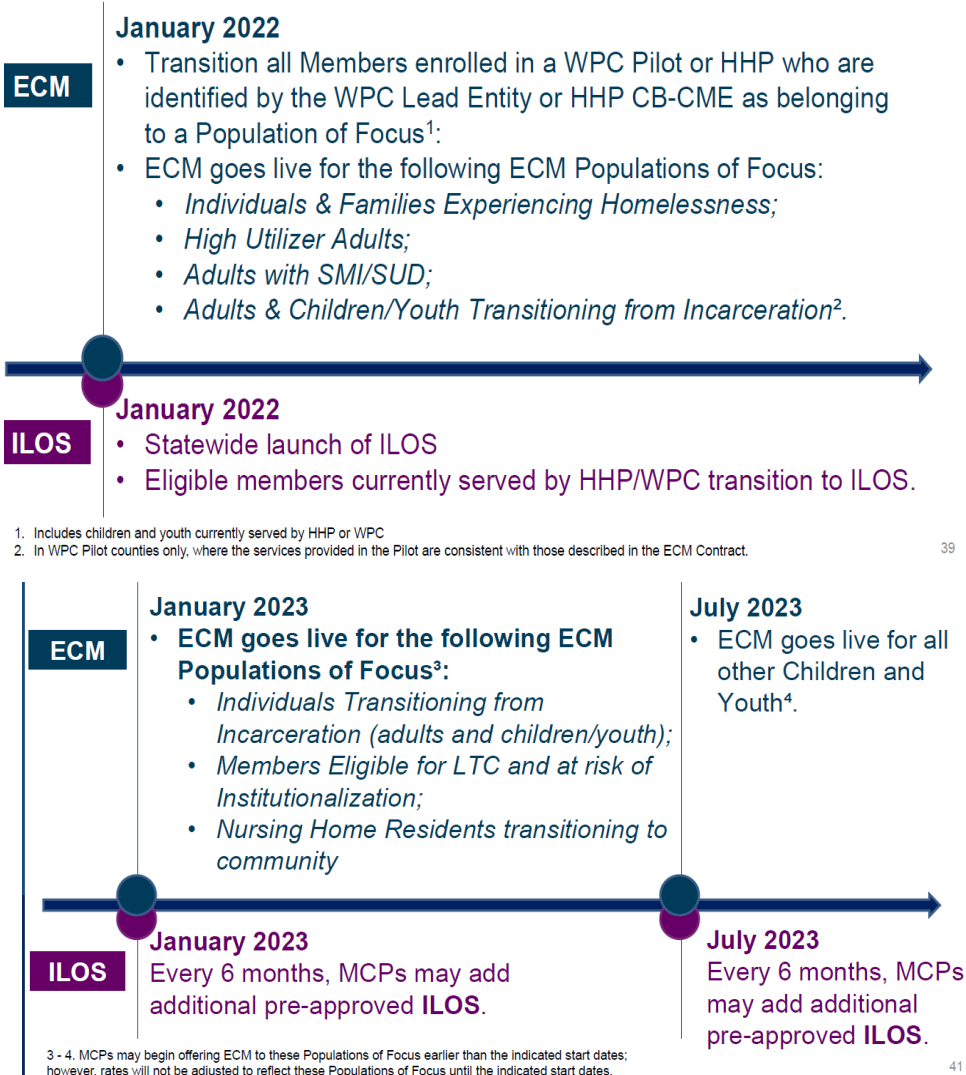 January 2022
ECM
• Transition all Members enrolled in a WPC Pilot or HHP who are
identified by the WPC Lead Entity or HHP CB-CME as belonging
to a Population of Focus¹:
• ECM goes live for the following ECM Populations of Focus:
• Individuals & Families Experiencing Homelessness;
• High Utilizer Adults;
• Adults with SMI/SUD;
• Adults & Children/Youth Transitioning from Incarceration².
January 2022
ILOS
• Statewide launch of ILOS
• Eligible members currently served by HHP/WPC transition to ILOS.
1. Includes children and youth currently served by HHP or WPC
2. In WPC Pilot counties only, where the services provided in the Pilot are consistent with those described in the ECM Contract.
39
ECM
January 2023
• ECM goes live for the following ECM
Populations of Focus³:
• Individuals Transitioning from
Incarceration (adults and children/youth);
• Members Eligible for LTC and at risk of
Institutionalization;
• Nursing Home Residents transitioning to
community
July 2023
• ECM goes live for all
other Children and
Youth⁴.
ILOS
January 2023
Every 6 months, MCPs may add
additional pre-approved ILOS.
July 2023
Every 6 months, MCPs
may add additional
pre-approved ILOS.
3 - 4. MCPs may begin offering ECM to these Populations of Focus earlier than the indicated start dates;
however, rates will not be adjusted to reflect these Populations of Focus until the indicated start dates.
41